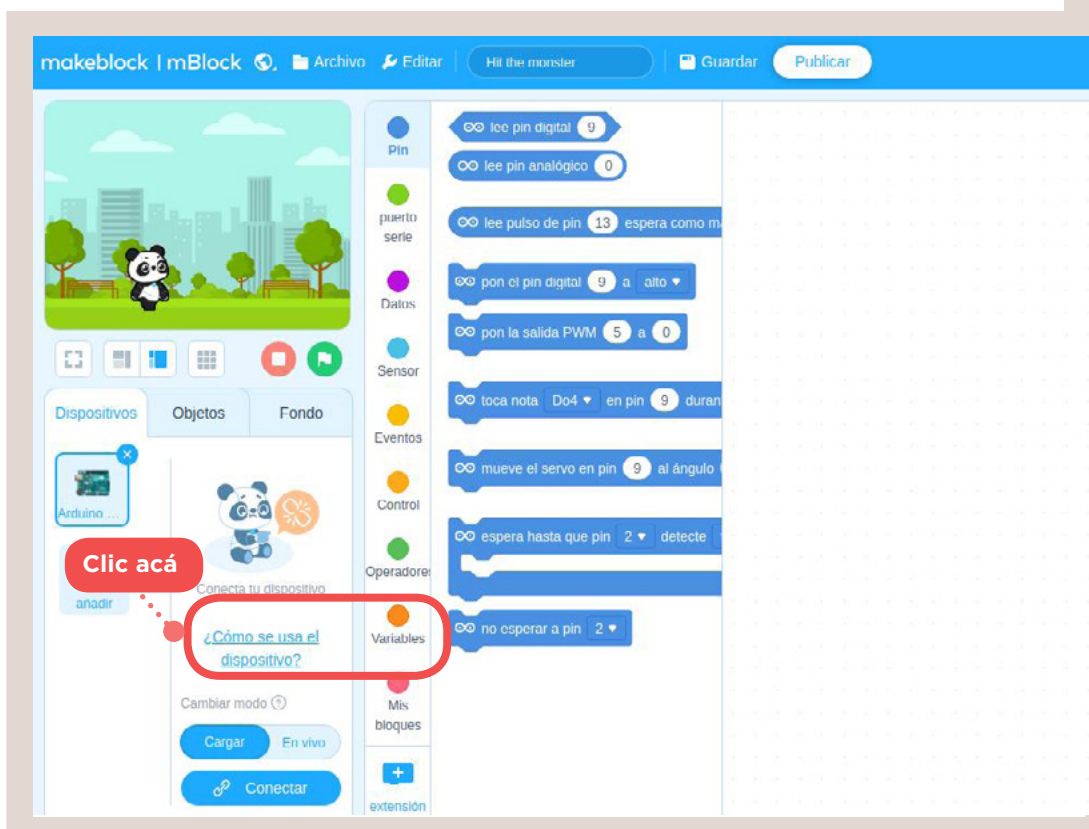 makeblock | mBlock Archivo Editar Hit the monster Guardar Publicar
Pin
puerto
serie
Datos
Sensor
Eventos
Control
Operadores
Variables
Mis
bloques
extensión
lee pin digital 9
lee pin analógico 0
lee pulso de pin 13 espera como m
pon el pin digital 9 a alto
pon la salida PWM 5 a 0
toca nota Do4 en pin 9 duran
mueve el servo en pin 9 al ángulo
espera hasta que pin 2 detecte
no esperar a pin 2
Dispositivos Objetos Fondo
Arduino ...
añadir
Clic acá
Conecta tu dispositivo
¿Cómo se usa el
dispositivo?
Cambiar modo ?
Cargar En vivo
Conectar